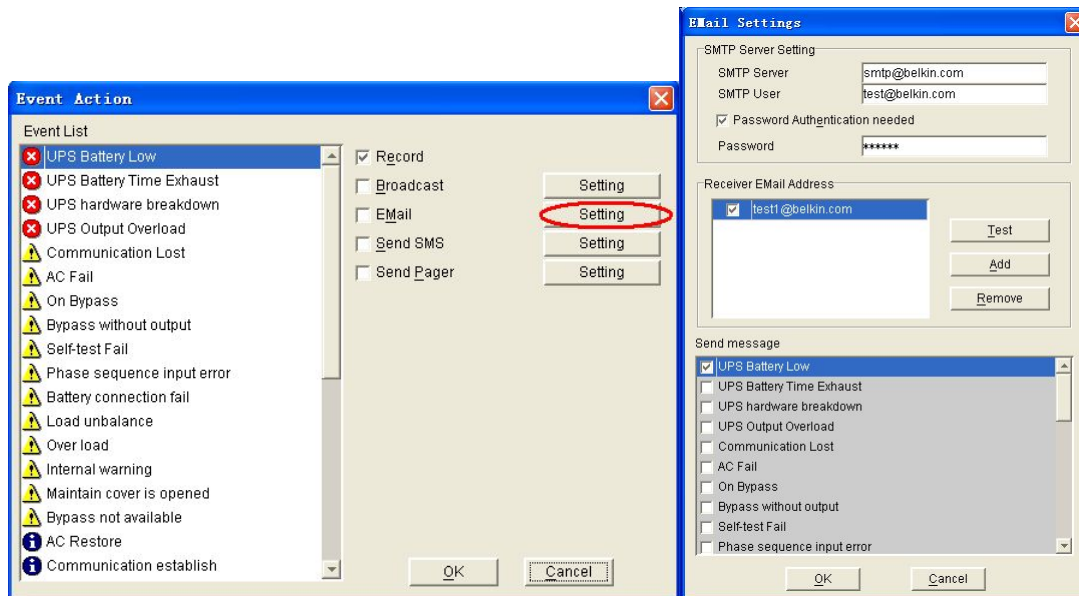 Event Action
Event List
UPS Battery Low
UPS Battery Time Exhaust
UPS hardware breakdown
UPS Output Overload
Communication Lost
AC Fail
On Bypass
Bypass without output
Self-test Fail
Phase sequence input error
Battery connection fail
Load unbalance
Over load
Internal warning
Maintain cover is opened
Bypass not available
AC Restore
Communication establish
Record
Broadcast Setting
EMail Setting
Send SMS Setting
Send Pager Setting
OK Cancel
EMail Settings
SMTP Server Setting
SMTP Server smtp@belkin.com
SMTP User test@belkin.com
Password Authentication needed
Password ******
Receiver EMail Address
test1@belkin.com
Test
Add
Remove
Send message
UPS Battery Low
UPS Battery Time Exhaust
UPS hardware breakdown
UPS Output Overload
Communication Lost
AC Fail
On Bypass
Bypass without output
Self-test Fail
Phase sequence input error
OK Cancel